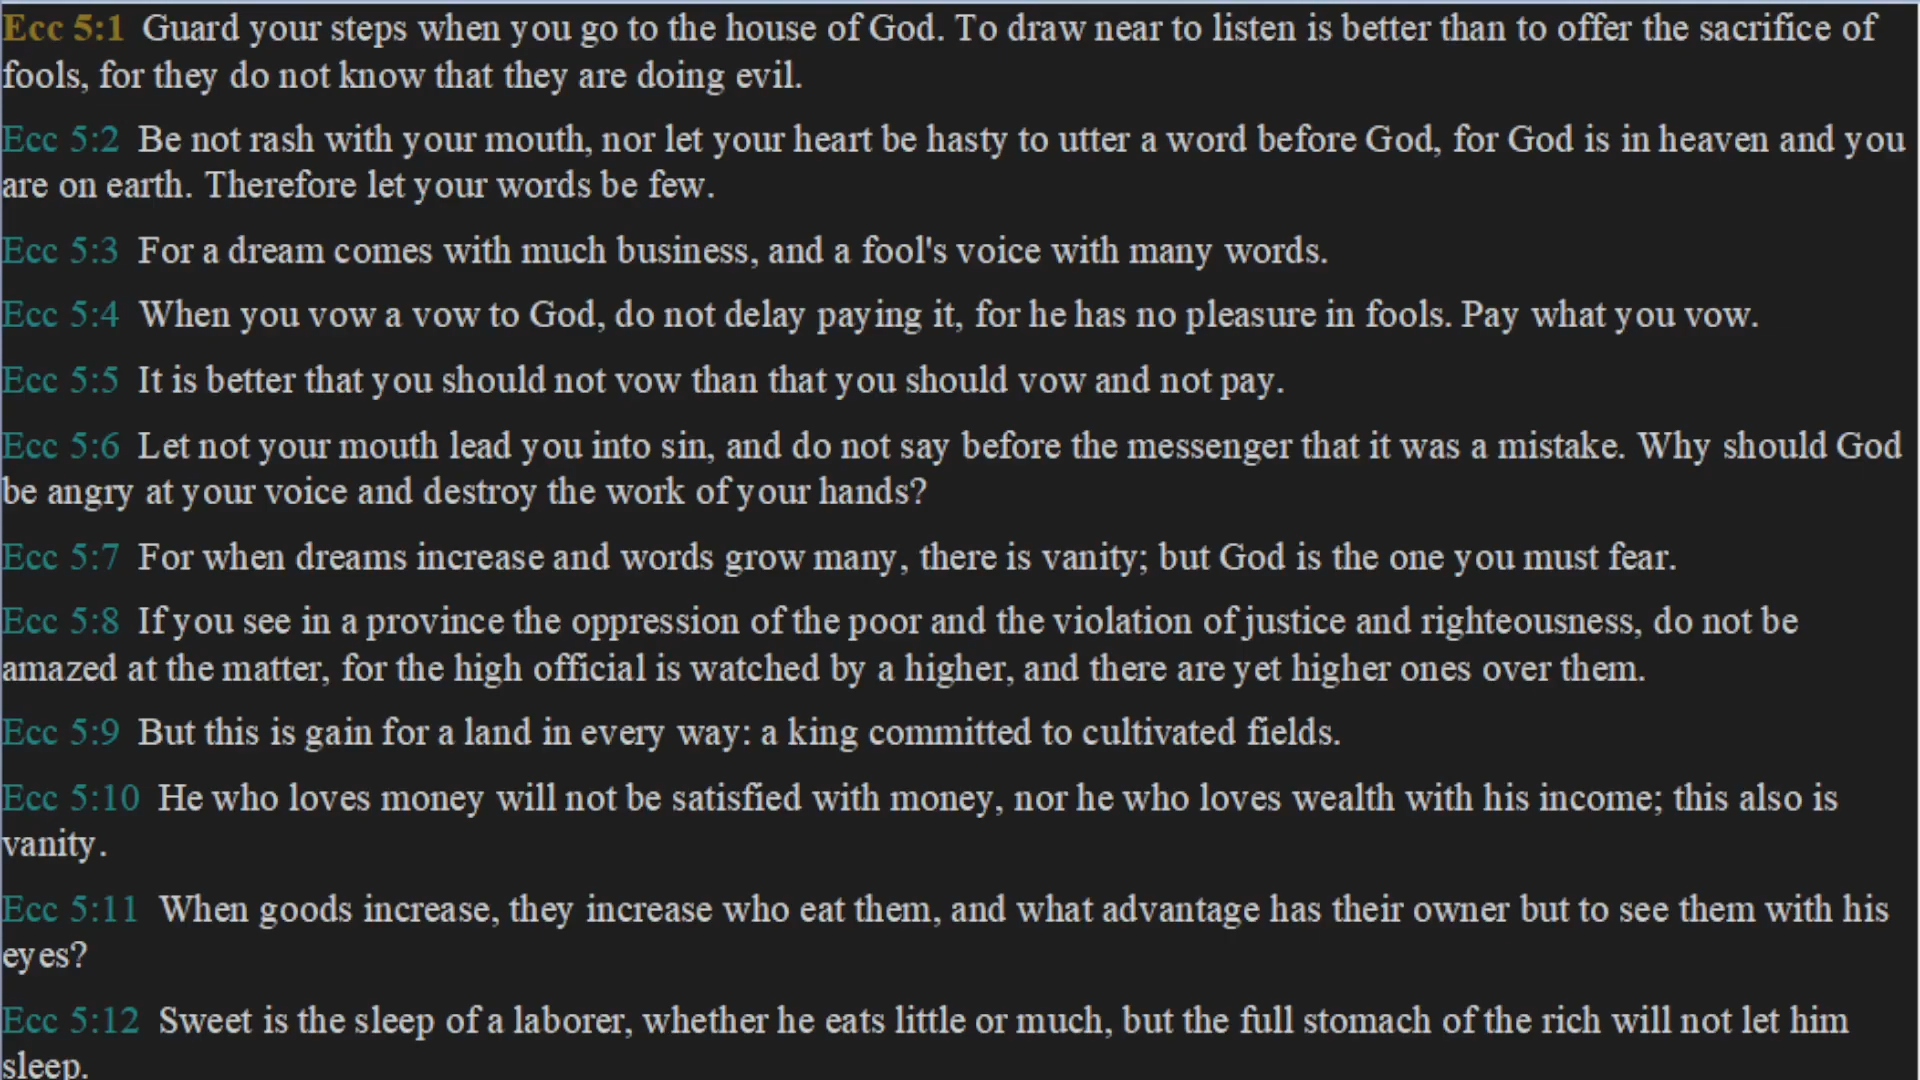 Ecc 5:1 Guard your steps when you go to the house of God. To draw near to listen is better than to offer the sacrifice of
fools, for they do not know that they are doing evil.
Ecc 5:2 Be not rash with your mouth, nor let your heart be hasty to utter a word before God, for God is in heaven and you
are on earth. Therefore let your words be few.
Ecc 5:3 For a dream comes with much business, and a fool's voice with many words.
Ecc 5:4 When you vow a vow to God, do not delay paying it, for he has no pleasure in fools. Pay what you vow.
Ecc 5:5 It is better that you should not vow than that you should vow and not pay.
Ecc 5:6 Let not your mouth lead you into sin, and do not say before the messenger that it was a mistake. Why should God
be angry at your voice and destroy the work of your hands?
Ecc 5:7 For when dreams increase and words grow many, there is vanity; but God is the one you must fear.
Ecc 5:8 If you see in a province the oppression of the poor and the violation of justice and righteousness, do not be
amazed at the matter, for the high official is watched by a higher, and there are yet higher ones over them.
Ecc 5:9 But this is gain for a land in every way: a king committed to cultivated fields.
Ecc 5:10 He who loves money will not be satisfied with money, nor he who loves wealth with his income; this also is
vanity.
Ecc 5:11 When goods increase, they increase who eat them, and what advantage has their owner but to see them with his
eyes?
Ecc 5:12 Sweet is the sleep of a laborer, whether he eats little or much, but the full stomach of the rich will not let him
sleep.